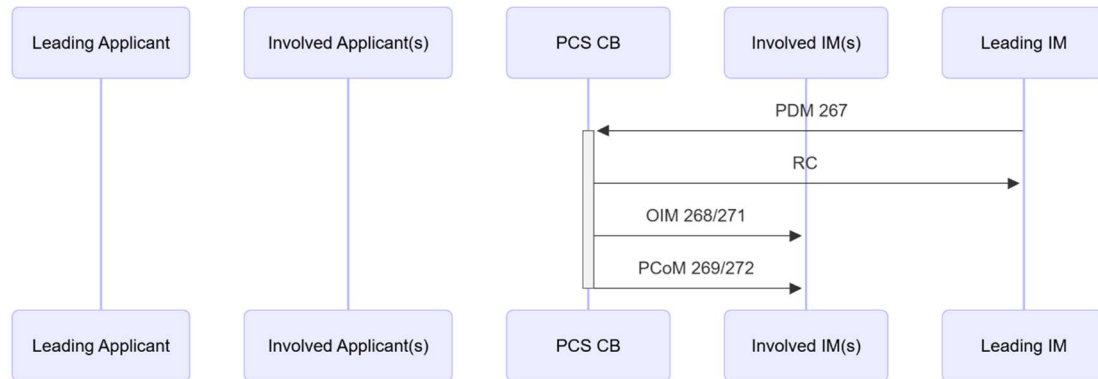 Leading Applicant
Involved Applicant(s)
PCS CB
Involved IM(s)
Leading IM
PDM 267
RC
OIM 268/271
PCoM 269/272
Leading Applicant
Involved Applicant(s)
PCS CB
Involved IM(s)
Leading IM